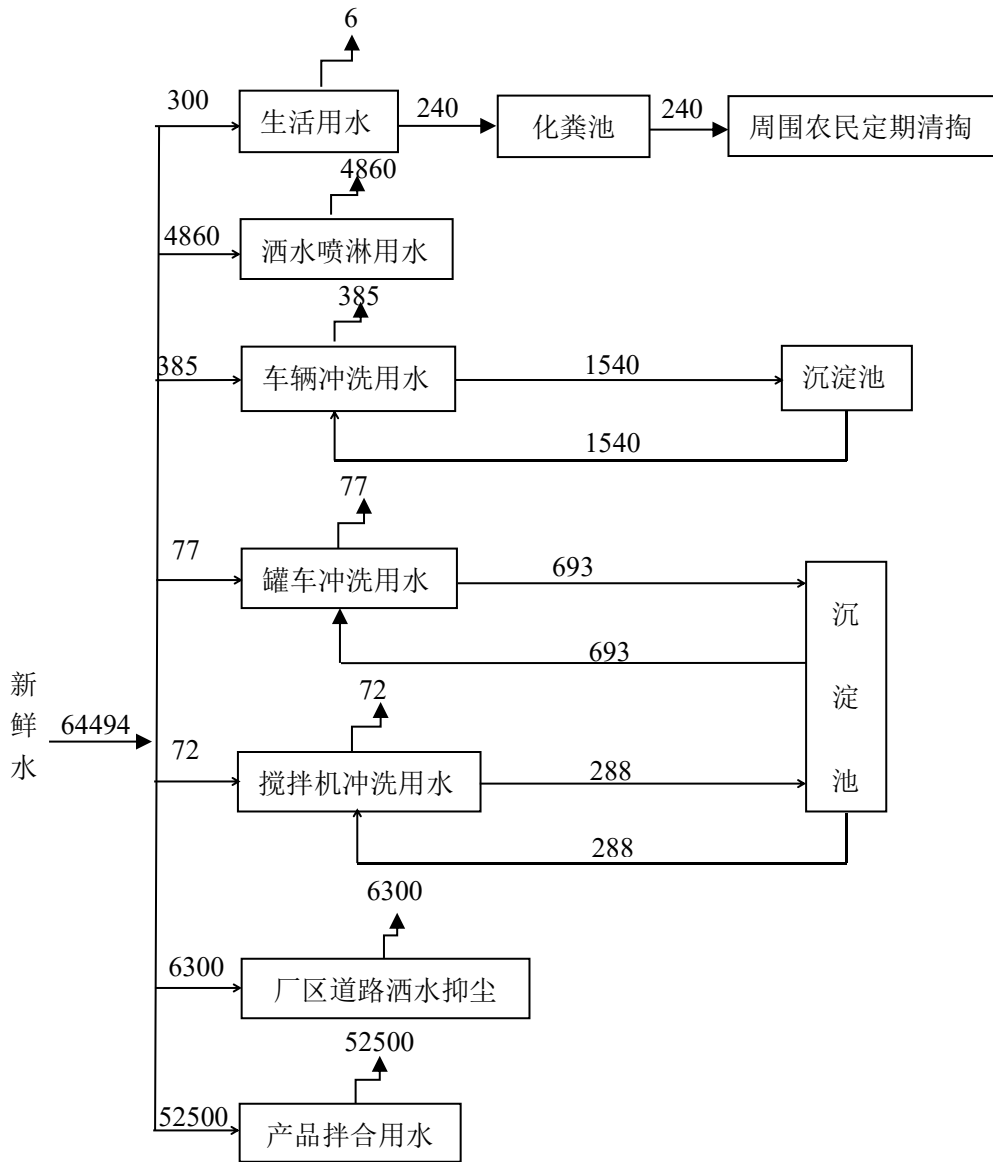 6
300
生活用水
240
化粪池
240
周围农民定期清掏
4860
4860
洒水喷淋用水
385
385
车辆冲洗用水
1540
沉淀池
1540
77
77
罐车冲洗用水
693
沉
淀
池
693
新
鲜
水
64494
72
72
搅拌机冲洗用水
288
288
6300
6300
厂区道路洒水抑尘
52500
52500
产品拌合用水